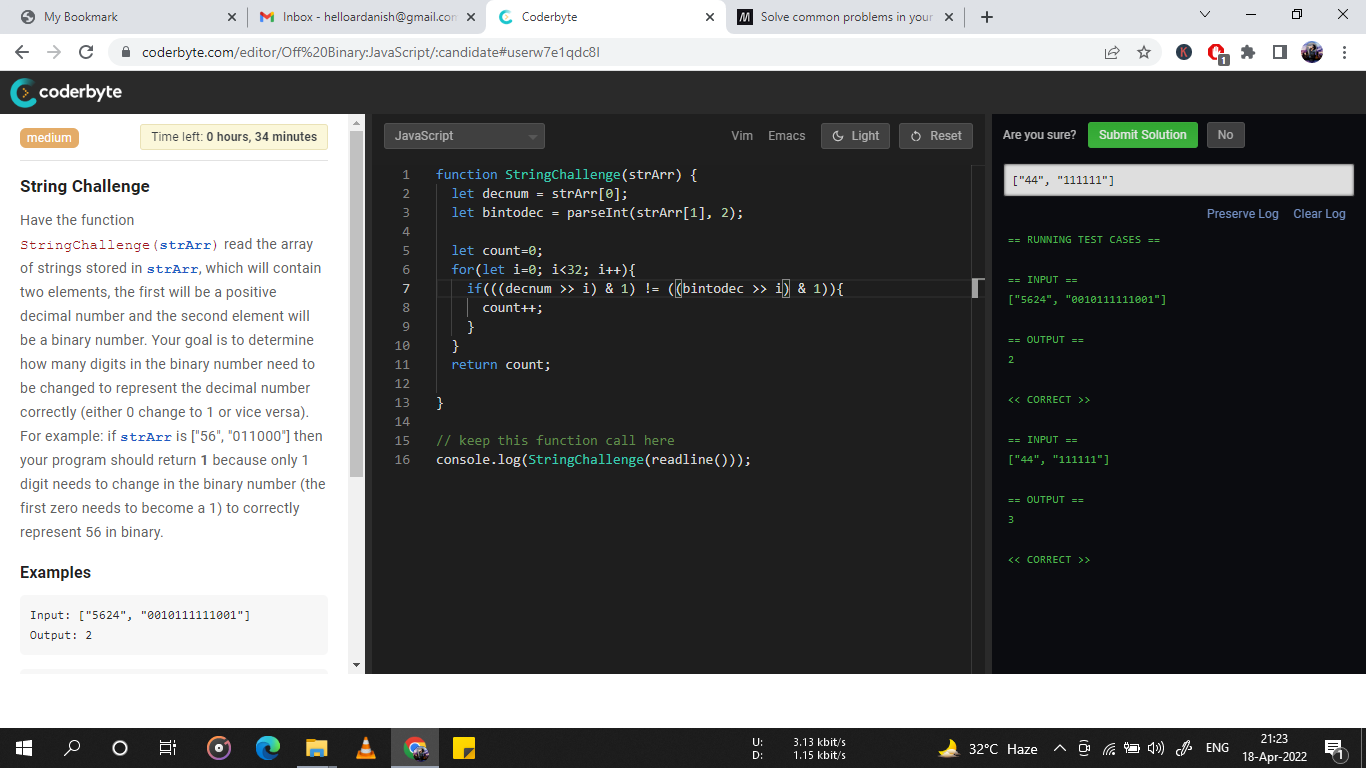 My Bookmark
Inbox - helloardanish@gmail.com
Coderbyte
Solve common problems in your
coderbyte.com/editor/Off%20Binary:JavaScript/:candidate#userw7e1qdc8l
K
1
coderbyte
medium
Time left: 0 hours, 34 minutes
String Challenge
Have the function
StringChallenge(strArr) read the array
of strings stored in strArr, which will contain
two elements, the first will be a positive
decimal number and the second element will
be a binary number. Your goal is to determine
how many digits in the binary number need to
be changed to represent the decimal number
correctly (either 0 change to 1 or vice versa).
For example: if strArr is ["56", "011000"] then
your program should return 1 because only 1
digit needs to change in the binary number (the
first zero needs to become a 1) to correctly
represent 56 in binary.
Examples
Input: ["5624", "0010111111001"]
Output: 2
JavaScript
Vim
Emacs
Light
Reset
1 function StringChallenge(strArr) {
2 let decnum = strArr[0];
3 let bintodec = parseInt(strArr[1], 2);
4
5 let count=0;
6 for(let i=0; i<32; i++){
7 if(((decnum >> i) & 1) != ((bintodec >> i) & 1)){
8 count++;
9 }
10 }
11 return count;
12
13 }
14
15 // keep this function call here
16 console.log(StringChallenge(readline()));
Are you sure?
Submit Solution
No
["44", "111111"]
Preserve Log
Clear Log
== RUNNING TEST CASES ==
== INPUT ==
["5624", "0010111111001"]
== OUTPUT ==
2
<< CORRECT >>
== INPUT ==
["44", "111111"]
== OUTPUT ==
3
<< CORRECT >>
U: 3.13 kbit/s
D: 1.15 kbit/s
32°C Haze
ENG
21:23
18-Apr-2022
1